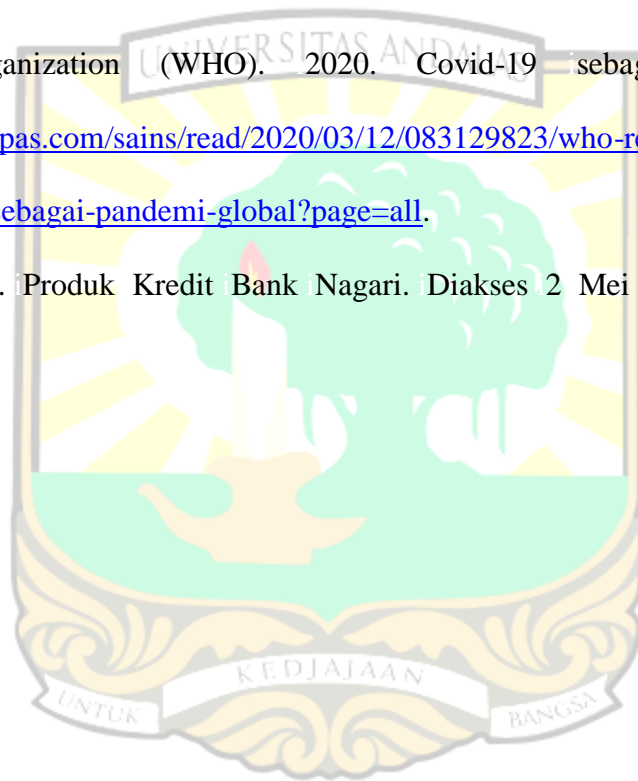 UNIVERSITAS ANDALAS
ganization (WHO). 2020. Covid-19 sebag
pas.com/sains/read/2020/03/12/083129823/who-r
ebagai-pandemi-global?page=all.
. Produk Kredit Bank Nagari. Diakses 2 Mei
KEDJAJAAN
UNTUK BANGSA